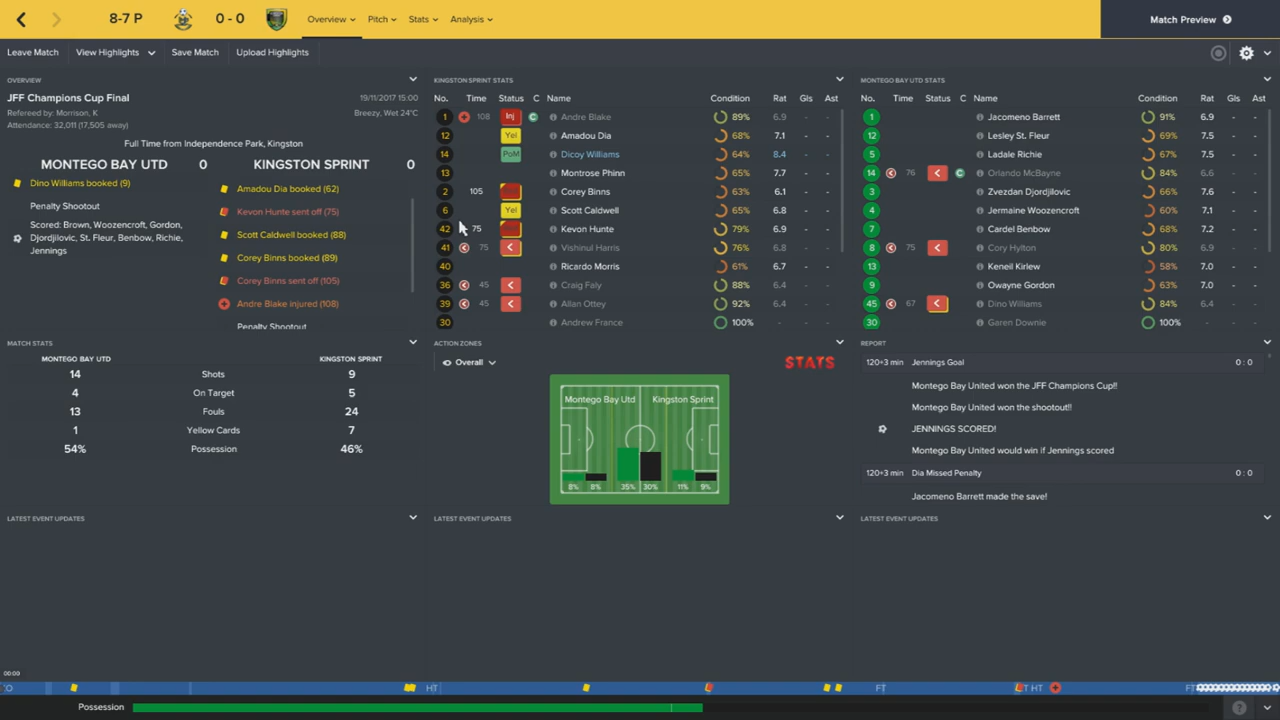 8-7 P 0 - 0 Overview Pitch Stats Analysis Match Preview
Leave Match View Highlights Save Match Upload Highlights
OVERVIEW
JFF Champions Cup Final 19/11/2017 15:00
Refereed by: Morrison, K Breezy, Wet 24°C
Attendance: 32,011 (17,505 away)
Full Time from Independence Park, Kingston
MONTEGO BAY UTD 0 KINGSTON SPRINT 0
Dino Williams booked (9)
Penalty Shootout
Scored: Brown, Woozencroft, Gordon,
Djordjilovic, St. Fleur, Benbow, Richie,
Jennings
Amadou Dia booked (62)
Kevon Hunte sent off (75)
Scott Caldwell booked (88)
Corey Binns booked (89)
Corey Binns sent off (105)
Andre Blake injured (108)
Penalty Shootout
KINGSTON SPRINT STATS
No. Time Status C Name Condition Rat Gls Ast
1 108 Inj C Andre Blake 89% 6.9 - -
12 Yel Amadou Dia 68% 7.1 - -
14 PoM Dicoy Williams 64% 8.4 - -
13 Montrose Phinn 65% 7.7 - -
2 105 Corey Binns 63% 6.1 - -
6 Yel Scott Caldwell 65% 6.8 - -
42 75 Kevon Hunte 79% 6.9 - -
41 75 Vishinul Harris 76% 6.8 - -
40 Ricardo Morris 61% 6.7 - -
36 45 Craig Faly 88% 6.4 - -
39 45 Allan Ottey 92% 6.4 - -
30 Andrew France 100% - - -
MONTEGO BAY UTD STATS
No. Time Status C Name Condition Rat Gls Ast
1 Jacomeno Barrett 91% 6.9 - -
12 Lesley St. Fleur 69% 7.5 - -
5 Ladale Richie 67% 7.5 - -
14 76 C Orlando McBayne 84% 6.6 - -
3 Zvezdan Djordjilovic 66% 7.6 - -
4 Jermaine Woozencroft 60% 7.1 - -
7 Cardel Benbow 68% 7.2 - -
8 75 Cory Hylton 80% 6.9 - -
13 Keneil Kirlew 58% 7.0 - -
9 Owayne Gordon 63% 7.0 - -
45 67 Dino Williams 84% 6.4 - -
30 Garen Downie 100% - - -
MATCH STATS
MONTEGO BAY UTD KINGSTON SPRINT
14 Shots 9
4 On Target 5
13 Fouls 24
1 Yellow Cards 7
54% Possession 46%
ACTION ZONES
Overall STATS
Montego Bay Utd Kingston Sprint
8% 8% 35% 30% 11% 9%
REPORT
120+3 min Jennings Goal 0 : 0
Montego Bay United won the JFF Champions Cup!!
Montego Bay United won the shootout!!
JENNINGS SCORED!
Montego Bay United would win if Jennings scored
120+3 min Dia Missed Penalty 0 : 0
Jacomeno Barrett made the save!
LATEST EVENT UPDATES LATEST EVENT UPDATES LATEST EVENT UPDATES
00:00
KO HT FT HT FT
Possession